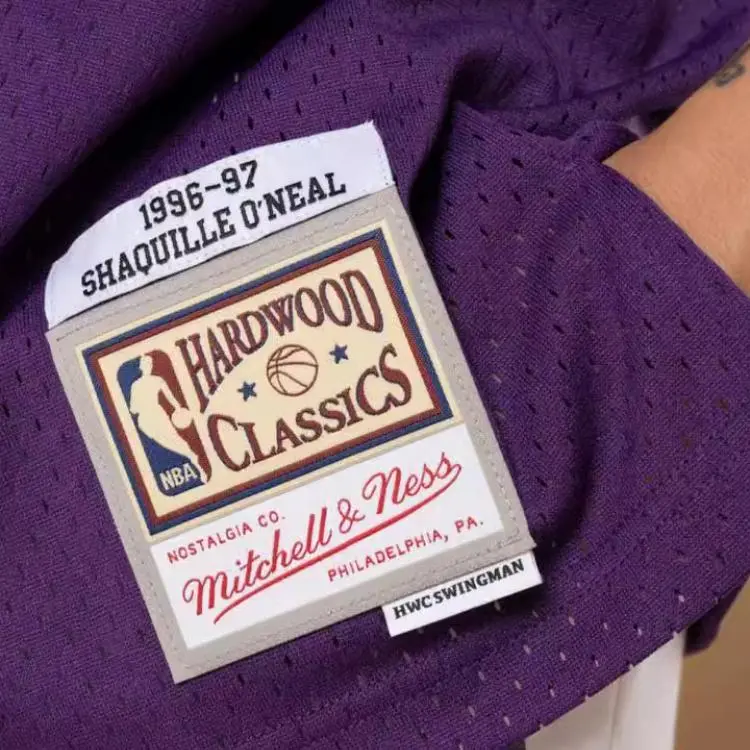 1996-97
SHAQUILLE O'NEAL
HARDWOOD
CLASSICS
NBA
NOSTALGIA CO.
Mitchell & Ness
PHILADELPHIA, PA.
HWC SWINGMAN